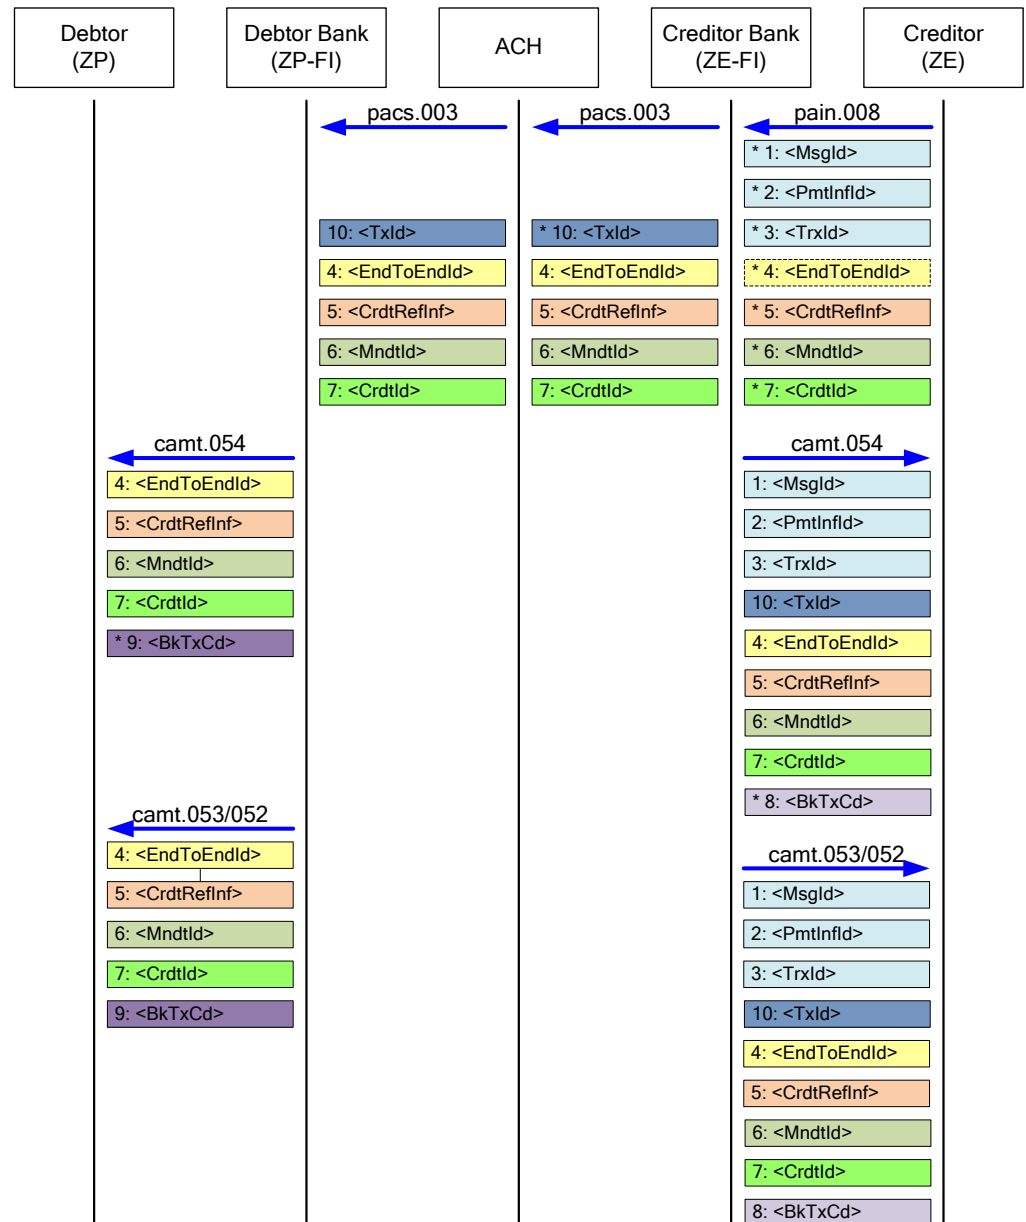 Debtor
(ZP)
Debtor Bank
(ZP-FI)
ACH
Creditor Bank
(ZE-FI)
Creditor
(ZE)
pacs.003
pacs.003
pain.008
* 1: <MsgId>
* 2: <PmtInfId>
10: <TxId>
* 10: <TxId>
* 3: <TrxId>
4: <EndToEndId>
4: <EndToEndId>
* 4: <EndToEndId>
5: <CrdtRefInf>
5: <CrdtRefInf>
* 5: <CrdtRefInf>
6: <MndtId>
6: <MndtId>
* 6: <MndtId>
7: <CrdtId>
7: <CrdtId>
* 7: <CrdtId>
camt.054
4: <EndToEndId>
5: <CrdtRefInf>
6: <MndtId>
7: <CrdtId>
* 9: <BkTxCd>
camt.054
1: <MsgId>
2: <PmtInfId>
3: <TrxId>
10: <TxId>
4: <EndToEndId>
5: <CrdtRefInf>
6: <MndtId>
7: <CrdtId>
* 8: <BkTxCd>
camt.053/052
4: <EndToEndId>
5: <CrdtRefInf>
6: <MndtId>
7: <CrdtId>
9: <BkTxCd>
camt.053/052
1: <MsgId>
2: <PmtInfId>
3: <TrxId>
10: <TxId>
4: <EndToEndId>
5: <CrdtRefInf>
6: <MndtId>
7: <CrdtId>
8: <BkTxCd>